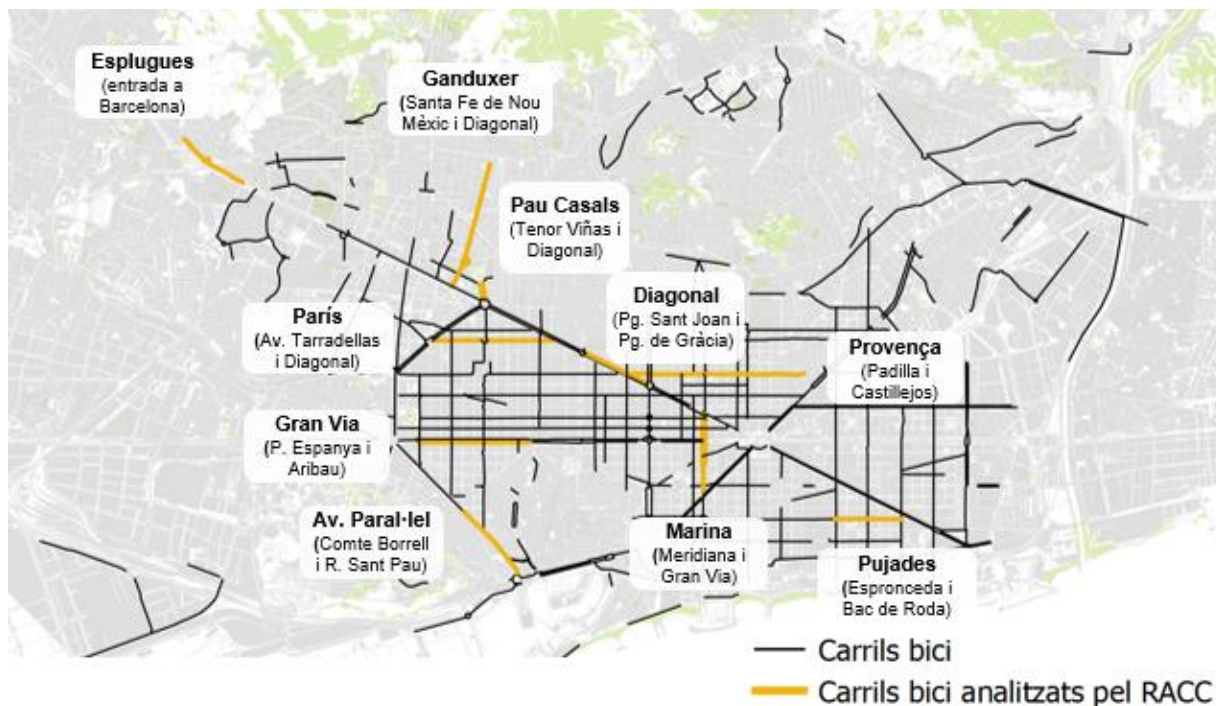 Esplugues
(entrada a
Barcelona)
Ganduxer
(Santa Fe de Nou
Mèxic i Diagonal)
Pau Casals
(Tenor Viñas i
Diagonal)
Diagonal
(Pg. Sant Joan i
Pg. de Gràcia)
París
(Av. Tarradellas
i Diagonal)
Provença
(Padilla i
Castillejos)
Gran Via
(P. Espanya i
Aribau)
Av. Paral·lel
(Comte Borrell
i R. Sant Pau)
Marina
(Meridiana i
Gran Via)
Pujades
(Espronceda i
Bac de Roda)
Carrils bici
Carrils bici analitzats pel RACC